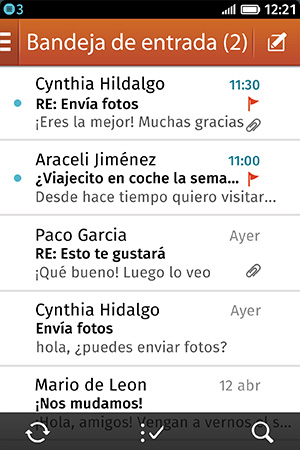 3 12:21
Bandeja de entrada (2)
Cynthia Hildalgo 11:30
RE: Envía fotos
¡Eres la mejor! Muchas gracias
Araceli Jiménez 11:00
¿Viajecito en coche la sema...
Desde hace tiempo quiero visitar...
Paco Garcia Ayer
RE: Esto te gustará
¡Qué bueno! Luego lo veo
Cynthia Hidalgo Ayer
Envía fotos
hola, ¿puedes enviar fotos?
Mario de Leon 12 abr
¡Nos mudamos!
¡Hola, amigos! Vengan a vernos el s...